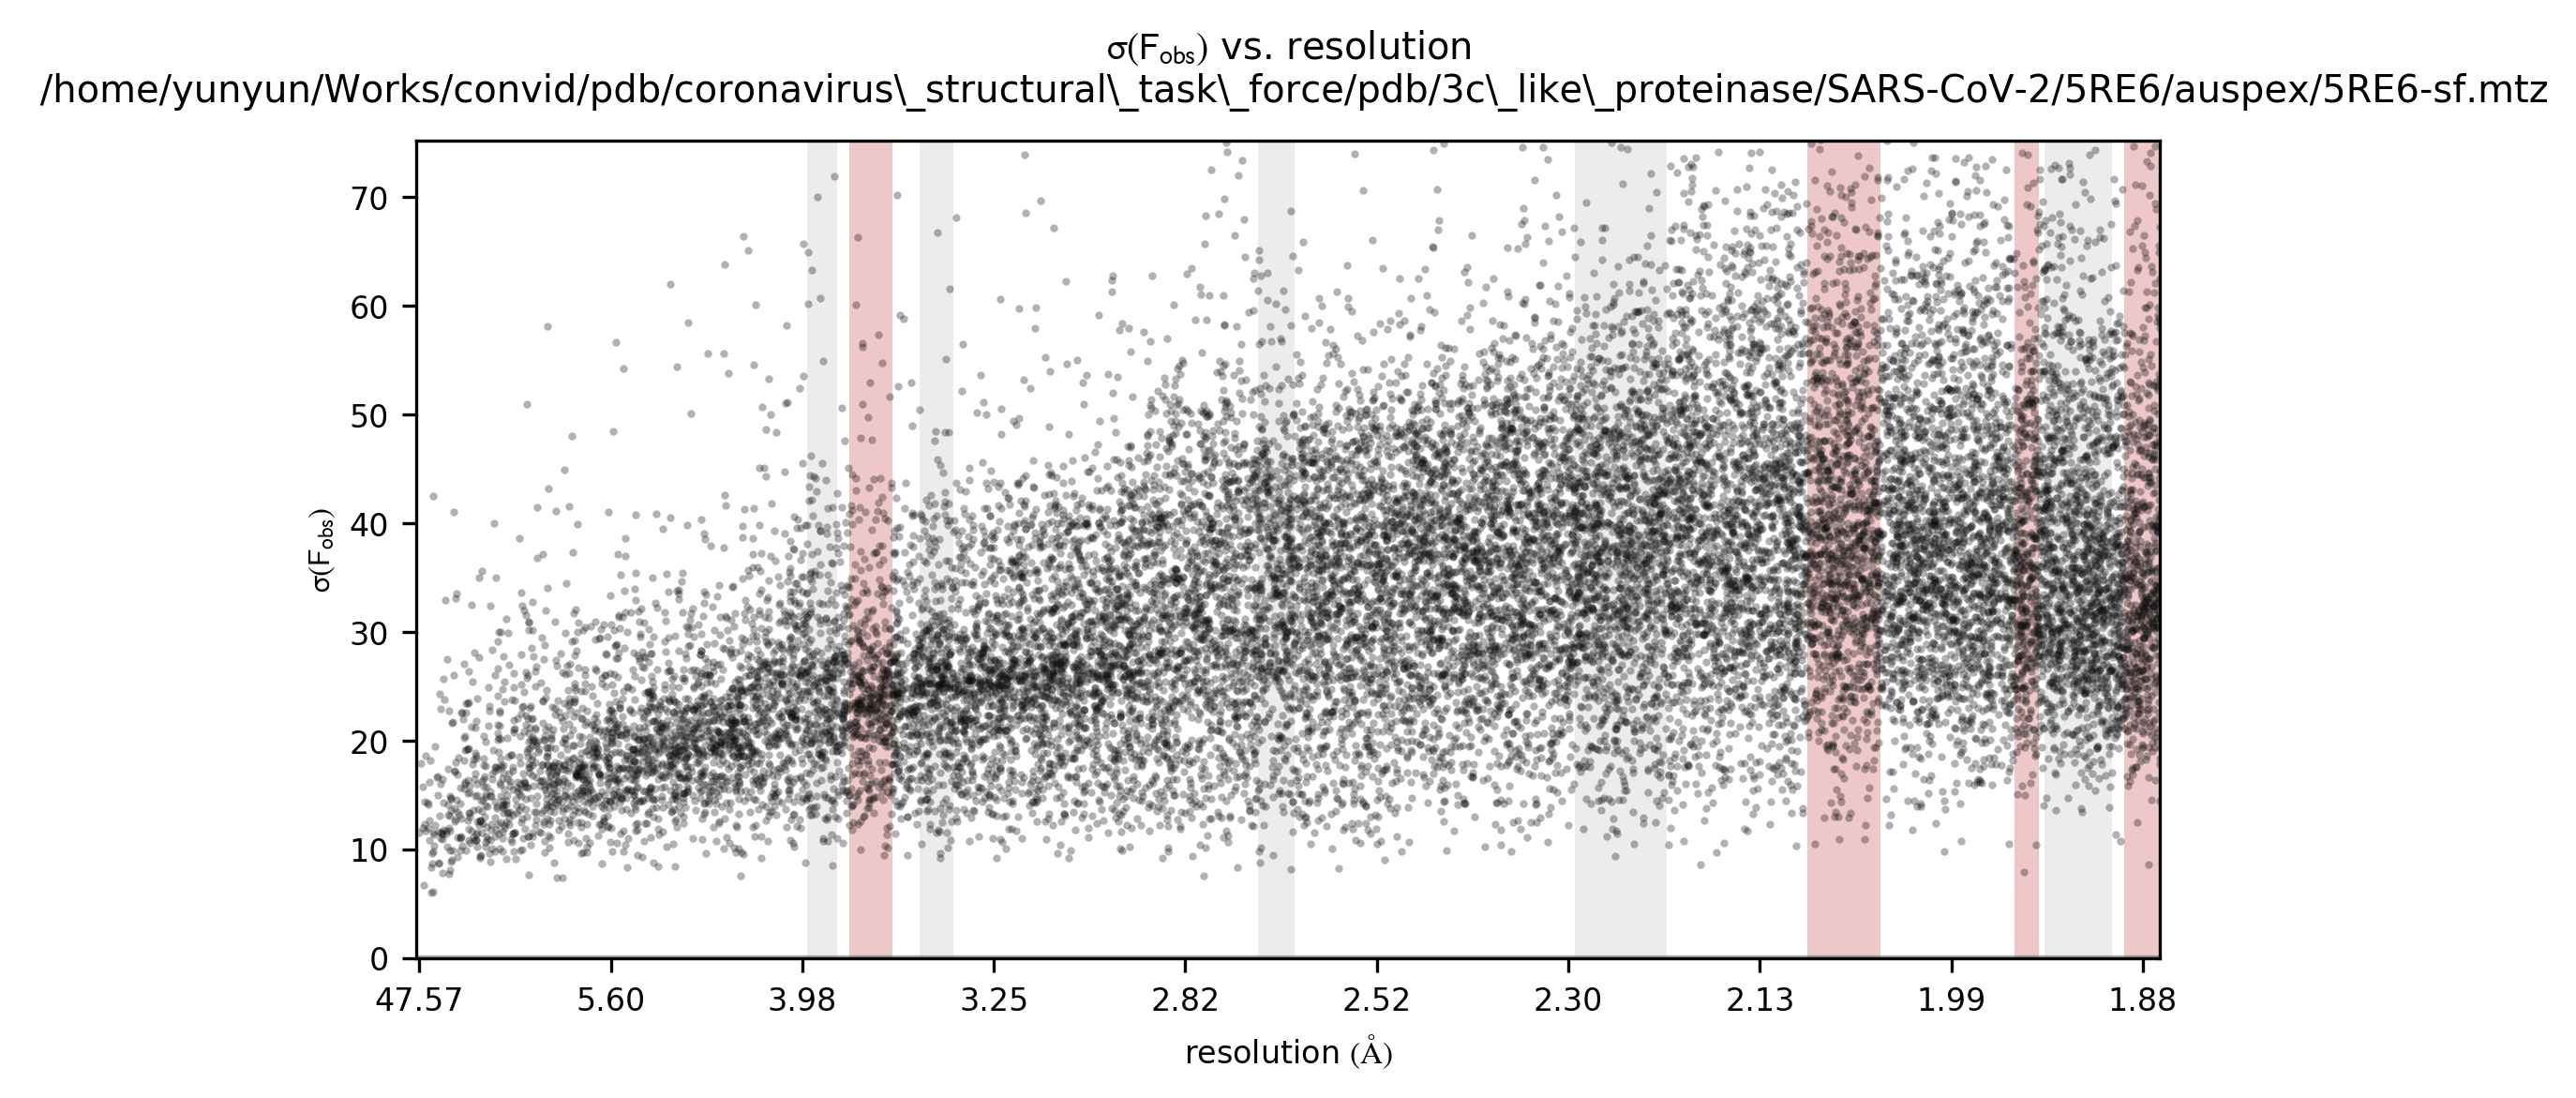 σ(Fobs) vs. resolution
/home/yunyun/Works/convid/pdb/coronavirus\_structural\_task\_force/pdb/3c\_like\_proteinase/SARS-CoV-2/5RE6/auspex/5RE6-sf.mtz
70
60
50
40
30
20
10
0
σ(Fobs)
47.57 5.60 3.98 3.25 2.82 2.52 2.30 2.13 1.99 1.88
resolution (Å)